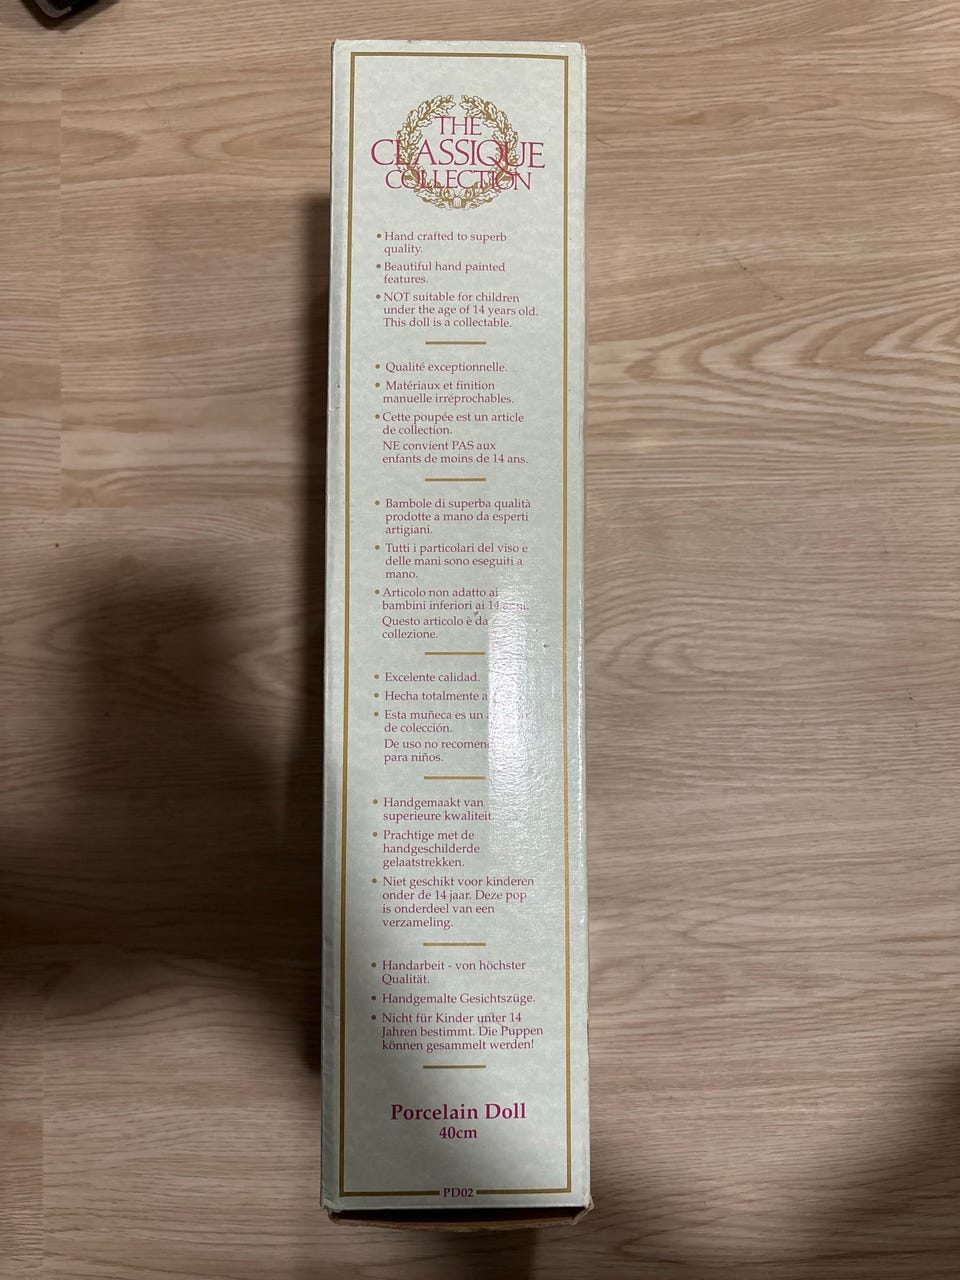 THE
CLASSIQUE
COLLECTION
• Hand crafted to superb
quality.
• Beautiful hand painted
features.
• NOT suitable for children
under the age of 14 years old.
This doll is a collectable.
• Qualité exceptionnelle.
• Matériaux et finition
manuelle irréprochables.
• Cette poupée est un article
de collection.
NE convient PAS aux
enfants de moins de 14 ans.
• Bambole di superba qualità
prodotte a mano da esperti
artigiani.
• Tutti i particolari del viso e
delle mani sono eseguiti a
mano.
• Articolo non adatto ai
bambini inferiori ai 14 anni.
Questo articolo è da
collezione.
• Excelente calidad.
• Hecha totalmente a
• Esta muñeca es un
de colección.
De uso no
para niños.
• Handgemaakt van
superieure kwaliteit.
• Prachtige met de
handgeschilderde
gelaatstrekken.
• Niet geschikt voor kinderen
onder de 14 jaar. Deze pop
is onderdeel van een
verzameling.
• Handarbeit - von höchster
Qualität.
• Handgemalte Gesichtszüge.
• Nicht für Kinder unter 14
Jahren bestimmt. Die Puppen
können gesammelt werden!
Porcelain Doll
40cm
PD02